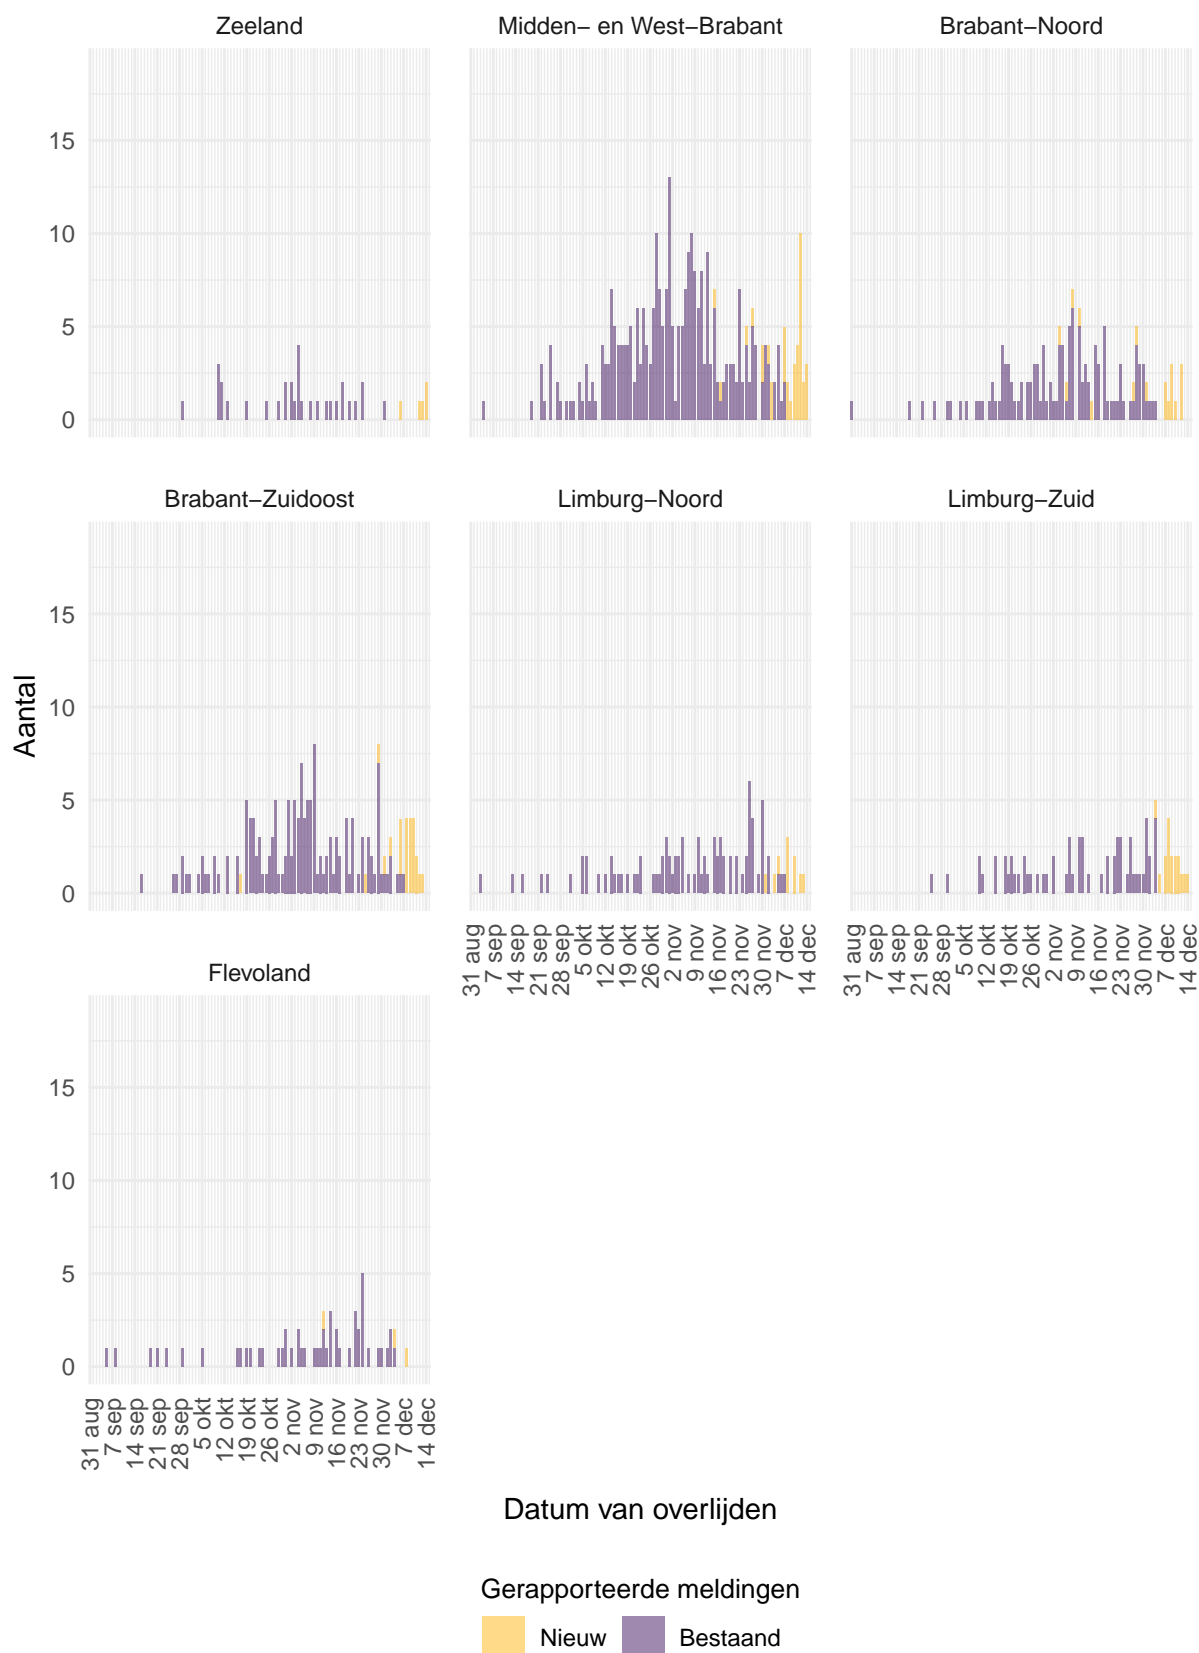 Zeeland
Midden− en West−Brabant
Brabant−Noord
15
10
5
0
Brabant−Zuidoost
Limburg−Noord
Limburg−Zuid
15
10
5
0
Aantal
31 aug
7 sep
14 sep
21 sep
28 sep
5 okt
12 okt
19 okt
26 okt
2 nov
9 nov
16 nov
23 nov
30 nov
7 dec
14 dec
31 aug
7 sep
14 sep
21 sep
28 sep
5 okt
12 okt
19 okt
26 okt
2 nov
9 nov
16 nov
23 nov
30 nov
7 dec
14 dec
Flevoland
15
10
5
0
31 aug
7 sep
14 sep
21 sep
28 sep
5 okt
12 okt
19 okt
26 okt
2 nov
9 nov
16 nov
23 nov
30 nov
7 dec
14 dec
Datum van overlijden
Gerapporteerde meldingen
Nieuw
Bestaand